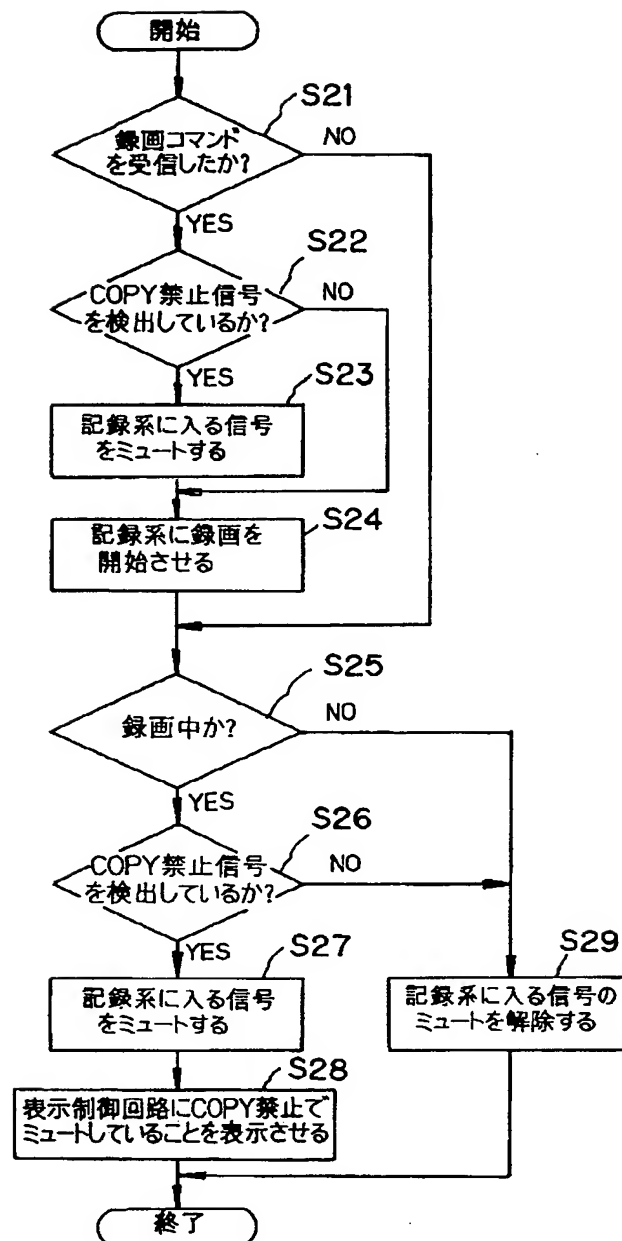 開始
S21
録画コマンド
を受信したか?
NO
YES
S22
COPY禁止信号
を検出しているか?
NO
YES
S23
記録系に入る信号
をミュートする
S24
記録系に録画を
開始させる
S25
録画中か?
NO
YES
S26
COPY禁止信号
を検出しているか?
NO
YES
S27
記録系に入る信号
をミュートする
S29
記録系に入る信号の
ミュートを解除する
S28
表示制御回路にCOPY禁止で
ミュートしていることを表示させる
終了